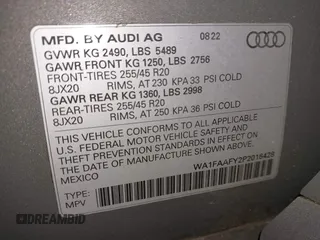 MFD. BY AUDI AG 08/22
GVWR KG 2490, LBS 5489
GAWR FRONT KG 1250, LBS 2756
FRONT-TIRES 255/45 R20
8JX20 RIMS, AT 230 KPA 33 PSI COLD
GAWR REAR KG 1360, LBS 2998
REAR-TIRES 255/45 R20
8JX20 RIMS, AT 250 KPA 36 PSI COLD
THIS VEHICLE CONFORMS TO ALL APPLICABLE
U.S. FEDERAL MOTOR VEHICLE SAFETY AND
THEFT PREVENTION STANDARDS IN EFFECT ON
THE DATE OF MANUFACTURE SHOWN ABOVE.
MEXICO
TYPE: WA1FAAFY2P2018428
MPV
DREAMBID